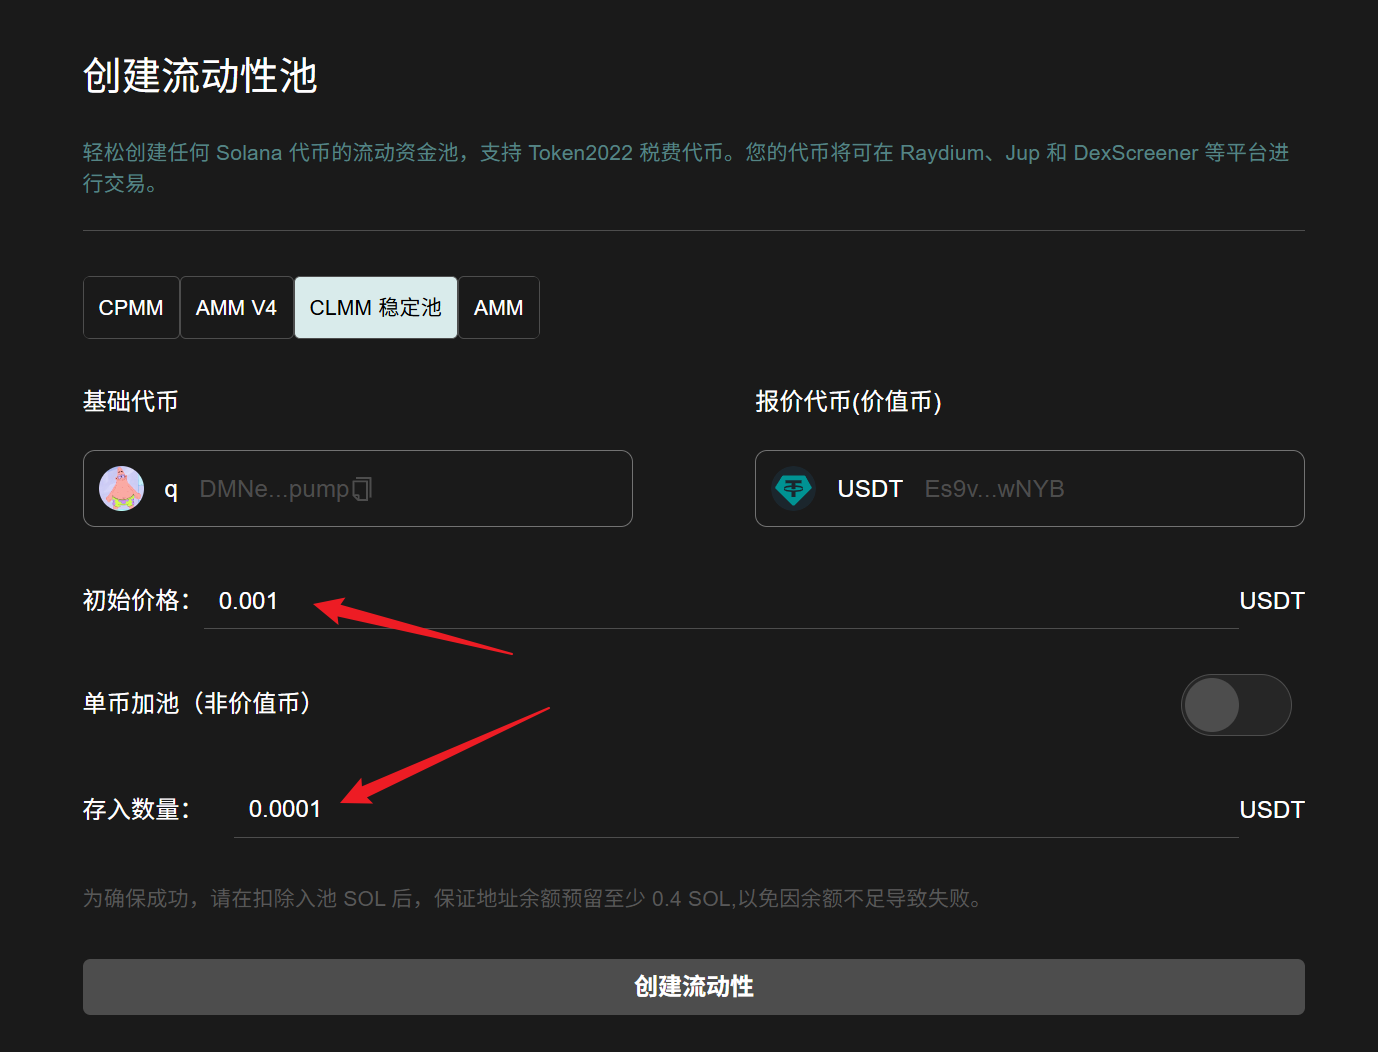 创建流动性池
轻松创建任何 Solana 代币的流动资金池，支持 Token2022 税费代币。您的代币将可在 Raydium、Jup 和 DexScreener 等平台进
行交易。
CPMM AMM V4 CLMM 稳定池 AMM
基础代币 报价代币(价值币)
q DMNe...pump USDT Es9v...wNYB
初始价格： 0.001 USDT
单币加池（非价值币）
存入数量： 0.0001 USDT
为确保成功，请在扣除入池 SOL 后，保证地址余额预留至少 0.4 SOL,以免因余额不足导致失败。
创建流动性